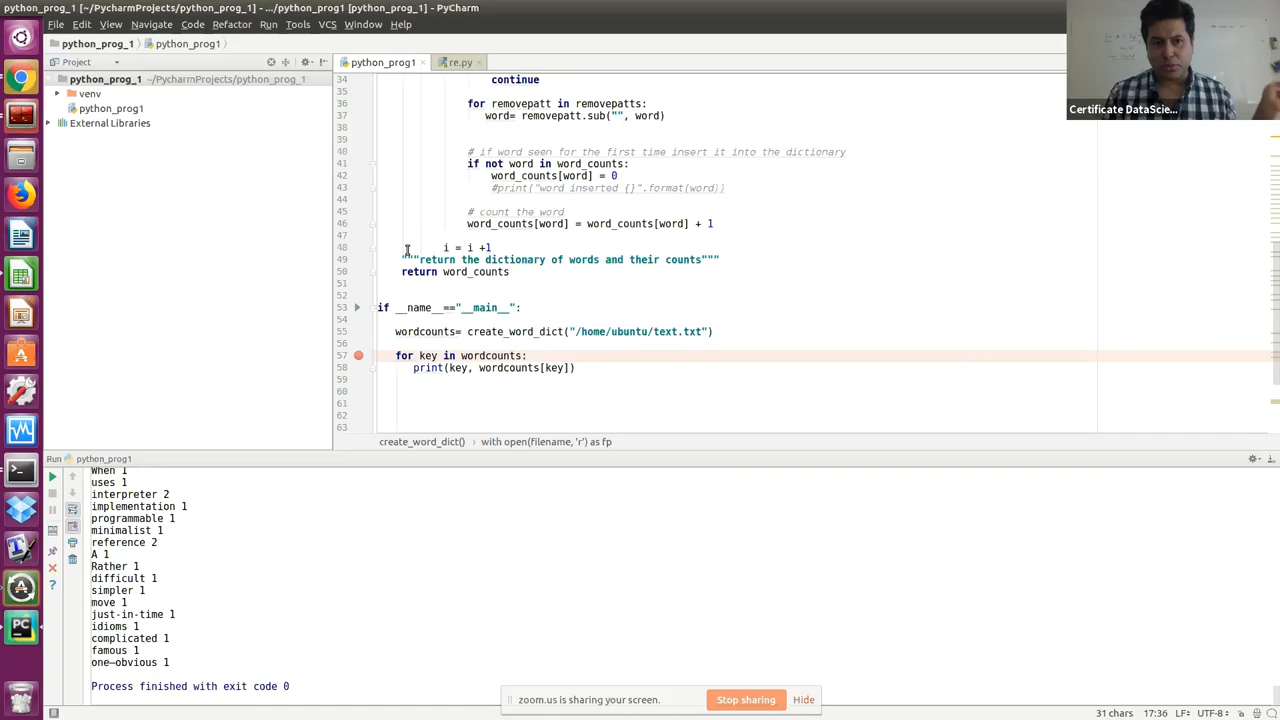 python_prog_1 [~/PycharmProjects/python_prog_1] - .../python_prog1 [python_prog_1] - PyCharm
File Edit View Navigate Code Refactor Run Tools VCS Window Help
python_prog_1 python_prog1
Project
python_prog1 re.py
python_prog_1 ~/PycharmProjects/python_prog_1
venv
python_prog1
External Libraries
34 continue
35
36 for removepatt in removepatts:
37 word= removepatt.sub("", word)
38
39
40 # if word seen for the first time insert it into the dictionary
41 if not word in word_counts:
42 word_counts[word] = 0
43 #print("word inserted {}".format(word))
44
45 # count the word
46 word_counts[word] = word_counts[word] + 1
47
48 i = i +1
49 """return the dictionary of words and their counts"""
50 return word_counts
51
52
53 if __name__=="__main__":
54
55 wordcounts= create_word_dict("/home/ubuntu/text.txt")
56
57 for key in wordcounts:
58 print(key, wordcounts[key])
59
60
61
62
63
create_word_dict() with open(filename, 'r') as fp
Certificate DataScie...
Run python_prog1
When 1
uses 1
interpreter 2
implementation 1
programmable 1
minimalist 1
reference 2
A 1
Rather 1
difficult 1
simpler 1
move 1
just-in-time 1
idioms 1
complicated 1
famous 1
one—obvious 1
Process finished with exit code 0
zoom.us is sharing your screen. Stop sharing Hide
31 chars 17:36 LF÷ UTF-8÷
PC